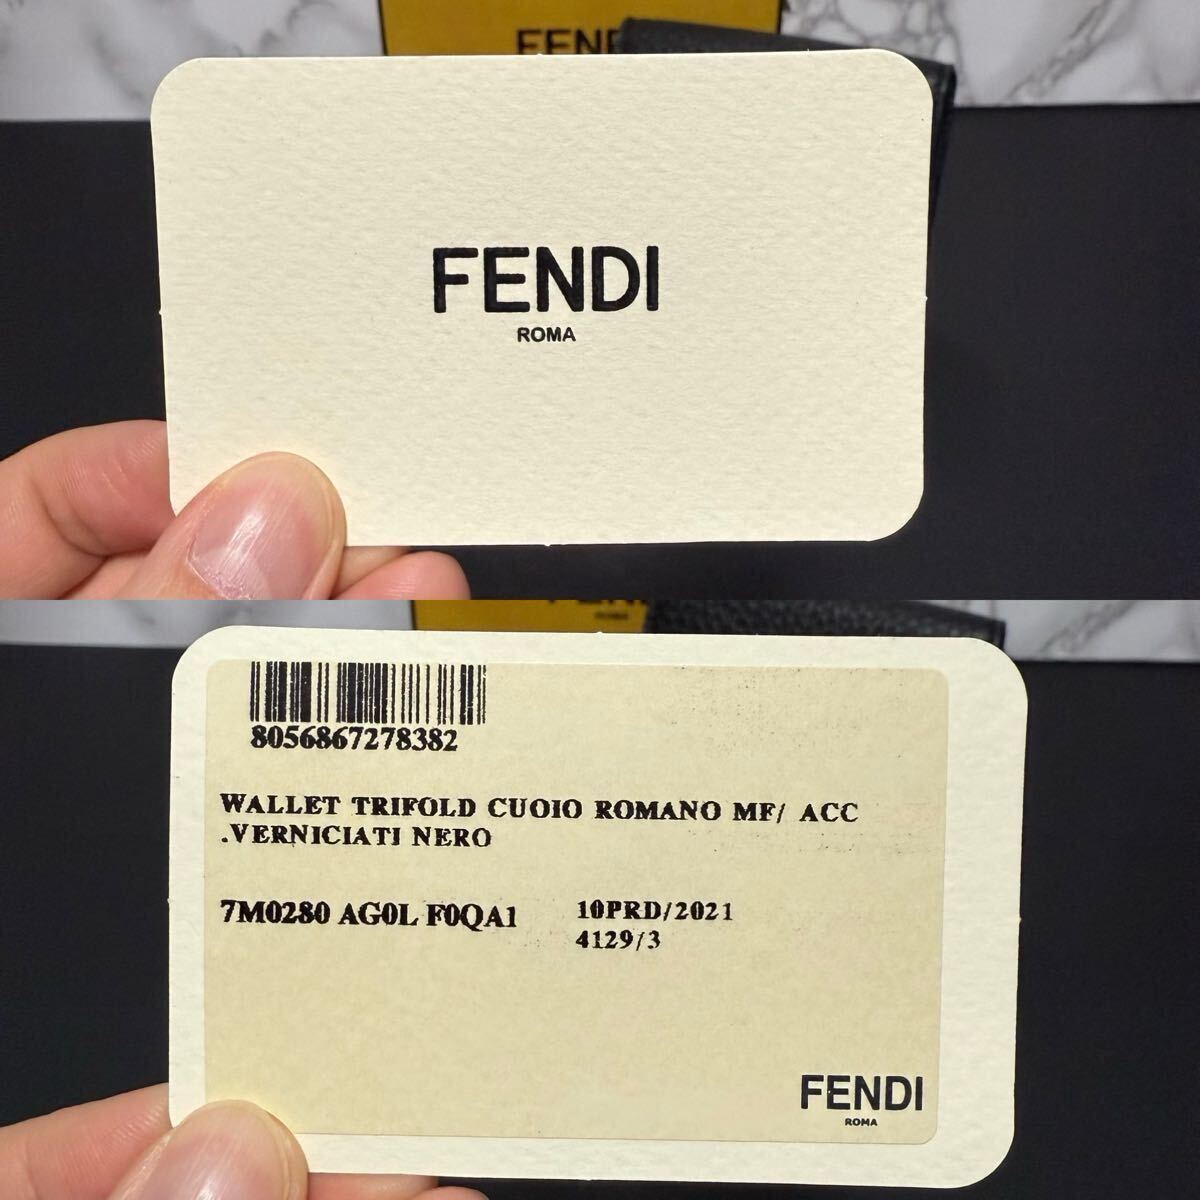 FENDI
ROMA
8056867278382
WALLET TRIFOLD CUOIO ROMANO MF/ ACC
.VERNICIATI NERO
7M0280 AG0L F0QA1
10PRD/2021
4129/3
FENDI
ROMA